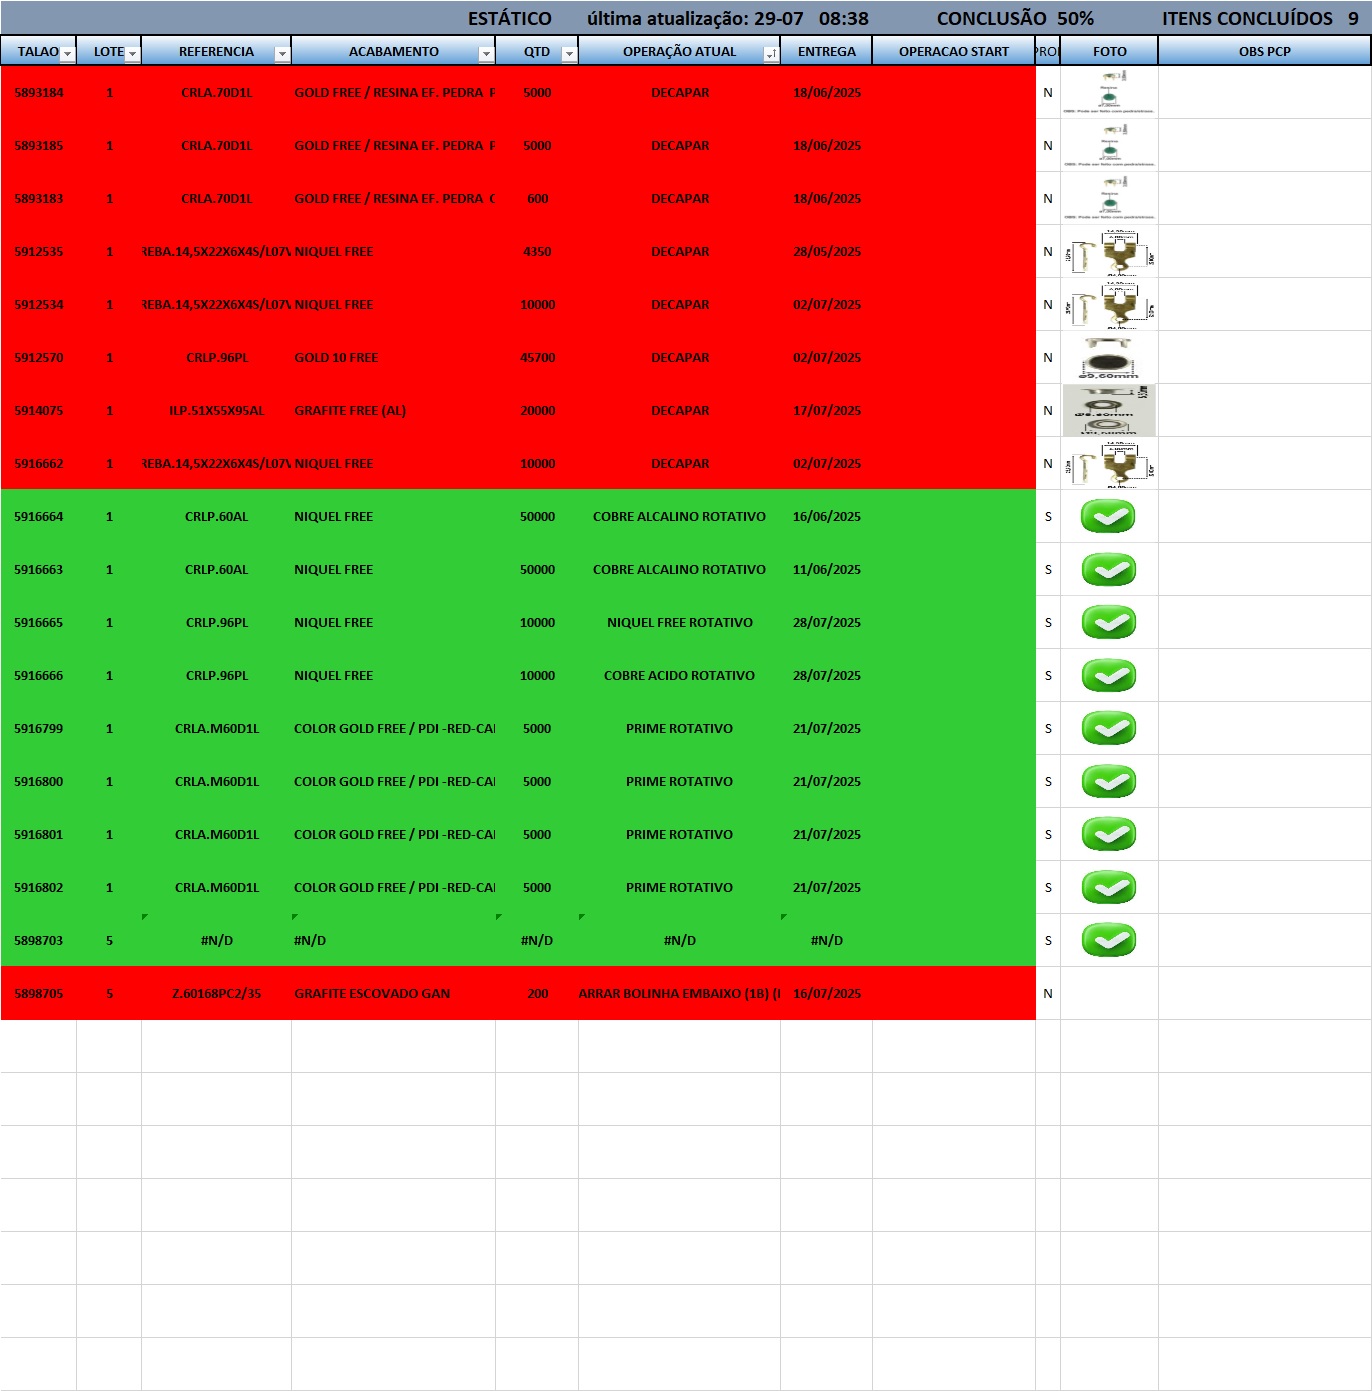 ESTÁTICO última atualização: 29-07 08:38 CONCLUSÃO 50% ITENS CONCLUÍDOS 9
TALAO LOTE REFERENCIA ACABAMENTO QTD OPERAÇÃO ATUAL ENTREGA OPERACAO START PRO FOTO OBS PCP
5893184 1 CRLA.70D1L GOLD FREE / RESINA EF. PEDRA 5000 DECAPAR 18/06/2025 N
5893185 1 CRLA.70D1L GOLD FREE / RESINA EF. PEDRA 5000 DECAPAR 18/06/2025 N
5893183 1 CRLA.70D1L GOLD FREE / RESINA EF. PEDRA 600 DECAPAR 18/06/2025 N
5912535 1 REBA.14,5X22X6X4S/L07V NIQUEL FREE 4350 DECAPAR 28/05/2025 N
5912534 1 REBA.14,5X22X6X4S/L07V NIQUEL FREE 10000 DECAPAR 02/07/2025 N
5912570 1 CRLP.96PL GOLD 10 FREE 45700 DECAPAR 02/07/2025 N
ø9,60mm
5914075 1 ILP.51X55X95AL GRAFITE FREE (AL) 20000 DECAPAR 17/07/2025 N
5916662 1 REBA.14,5X22X6X4S/L07V NIQUEL FREE 10000 DECAPAR 02/07/2025 N
5916664 1 CRLP.60AL NIQUEL FREE 50000 COBRE ALCALINO ROTATIVO 16/06/2025 S
5916663 1 CRLP.60AL NIQUEL FREE 50000 COBRE ALCALINO ROTATIVO 11/06/2025 S
5916665 1 CRLP.96PL NIQUEL FREE 10000 NIQUEL FREE ROTATIVO 28/07/2025 S
5916666 1 CRLP.96PL NIQUEL FREE 10000 COBRE ACIDO ROTATIVO 28/07/2025 S
5916799 1 CRLA.M60D1L COLOR GOLD FREE / PDI -RED-CAI 5000 PRIME ROTATIVO 21/07/2025 S
5916800 1 CRLA.M60D1L COLOR GOLD FREE / PDI -RED-CAI 5000 PRIME ROTATIVO 21/07/2025 S
5916801 1 CRLA.M60D1L COLOR GOLD FREE / PDI -RED-CAI 5000 PRIME ROTATIVO 21/07/2025 S
5916802 1 CRLA.M60D1L COLOR GOLD FREE / PDI -RED-CAI 5000 PRIME ROTATIVO 21/07/2025 S
5898703 5 #N/D #N/D #N/D #N/D #N/D S
5898705 5 Z.60168PC2/35 GRAFITE ESCOVADO GAN 200 ARRAR BOLINHA EMBAIXO (1B) (I 16/07/2025 N